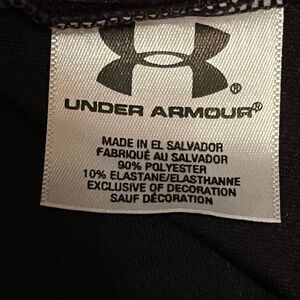 ®
UNDER ARMOUR®
MADE IN EL SALVADOR
FABRIQUÉ AU SALVADOR
90% POLYESTER
10% ELASTANE/ELASTHANNE
EXCLUSIVE OF DECORATION
SAUF DÉCORATION